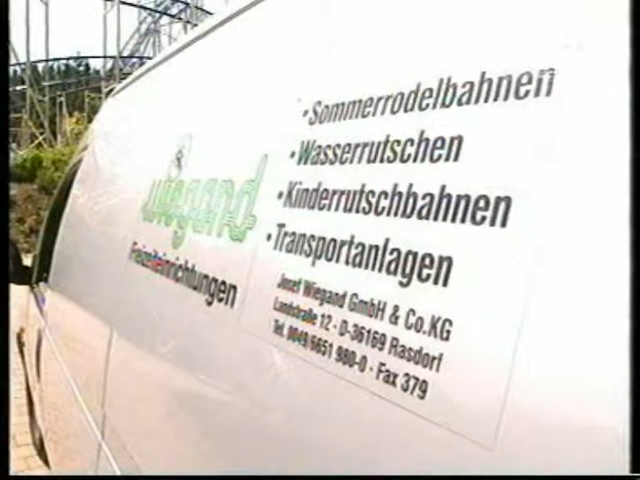 • Sommerrodelbahnen
• Wasserrutschen
• Kinderrutschbahnen
• Transportanlagen
wiegand
Freizeiteinrichtungen
Josef Wiegand GmbH & Co.KG
Landstraße 12 · D-36169 Rasdorf
Tel. 0049 6651 980-0 · Fax 379